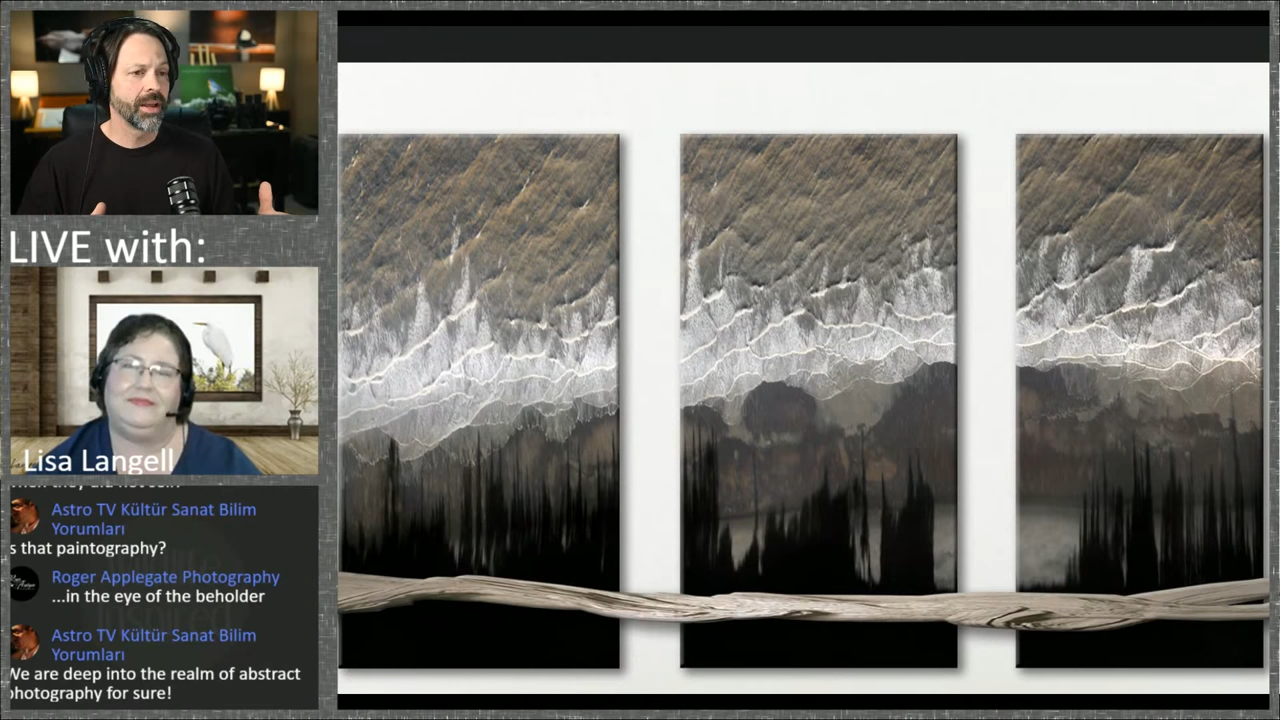 LIVE with:
Lisa Langell
Astro TV Kültür Sanat Bilim
Yorumları
s that paintography?
Roger Applegate Photography
...in the eye of the beholder
Astro TV Kültür Sanat Bilim
Yorumları
We are deep into the realm of abstract
photography for sure!